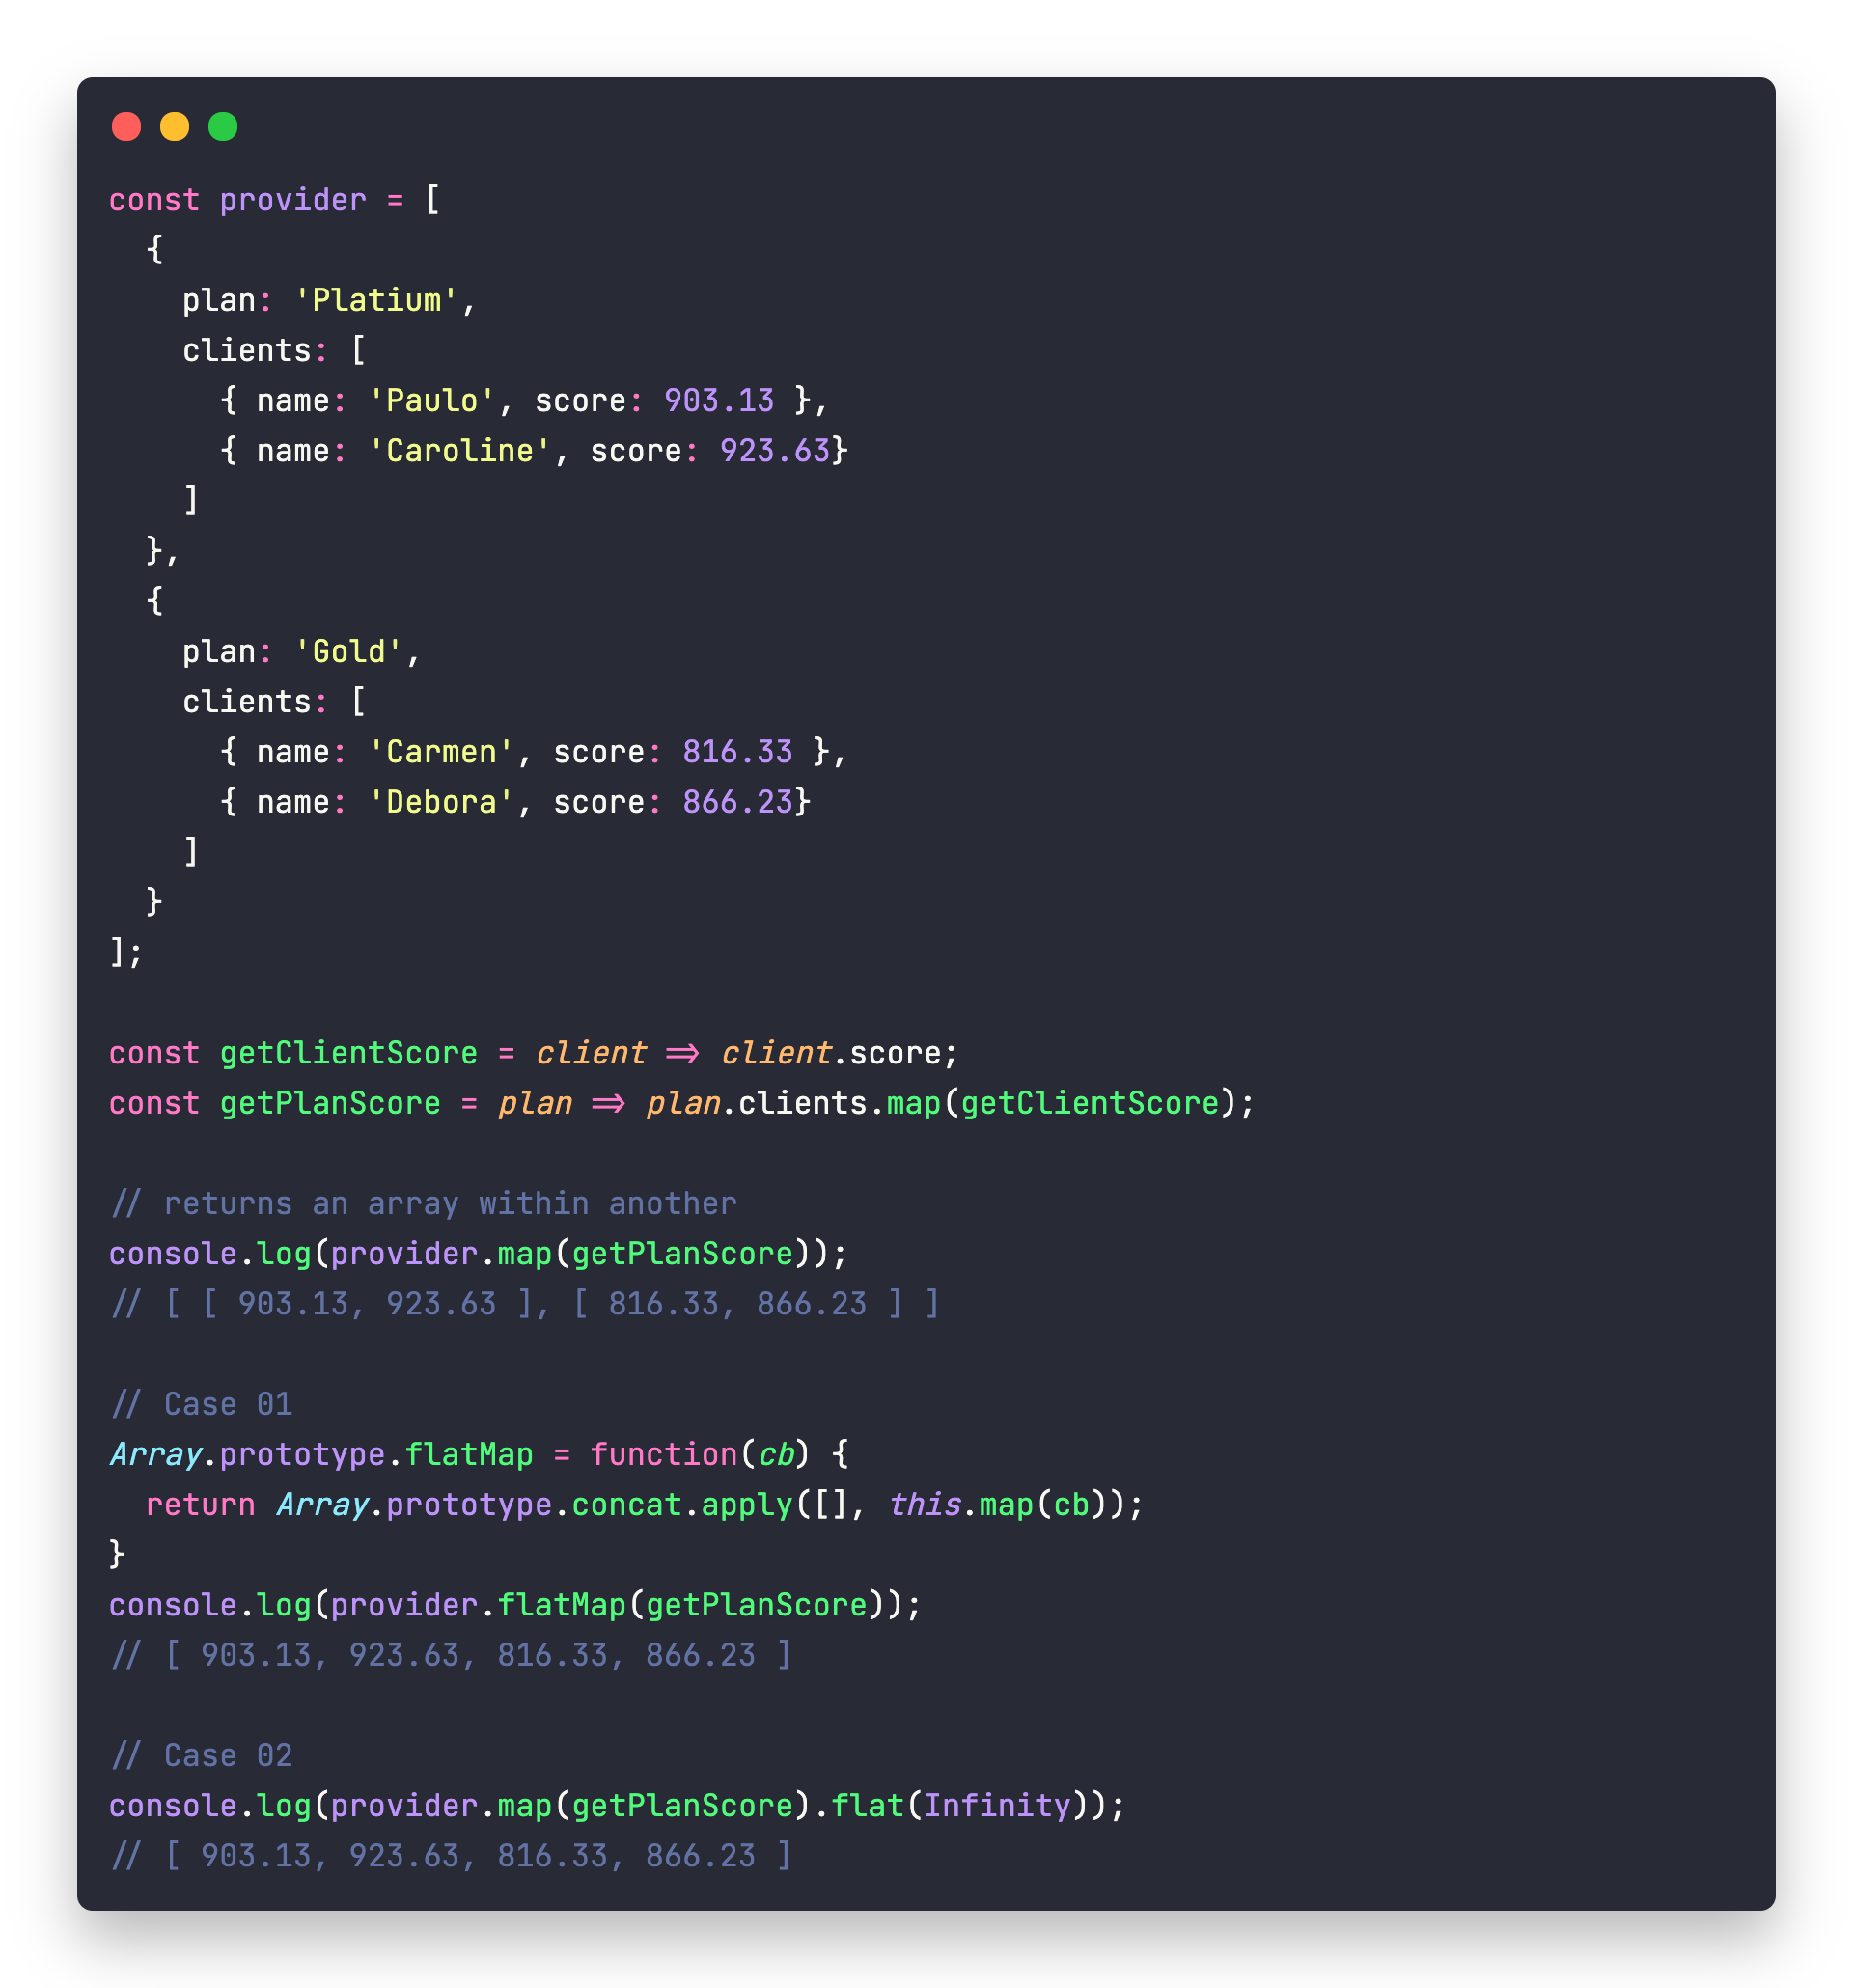 const provider = [
  {
    plan: 'Platium',
    clients: [
      { name: 'Paulo', score: 903.13 },
      { name: 'Caroline', score: 923.63}
    ]
  },
  {
    plan: 'Gold',
    clients: [
      { name: 'Carmen', score: 816.33 },
      { name: 'Debora', score: 866.23}
    ]
  }
];

const getClientScore = client => client.score;
const getPlanScore = plan => plan.clients.map(getClientScore);

// returns an array within another
console.log(provider.map(getPlanScore));
// [ [ 903.13, 923.63 ], [ 816.33, 866.23 ] ]

// Case 01
Array.prototype.flatMap = function(cb) {
  return Array.prototype.concat.apply([], this.map(cb));
}
console.log(provider.flatMap(getPlanScore));
// [ 903.13, 923.63, 816.33, 866.23 ]

// Case 02
console.log(provider.map(getPlanScore).flat(Infinity));
// [ 903.13, 923.63, 816.33, 866.23 ]